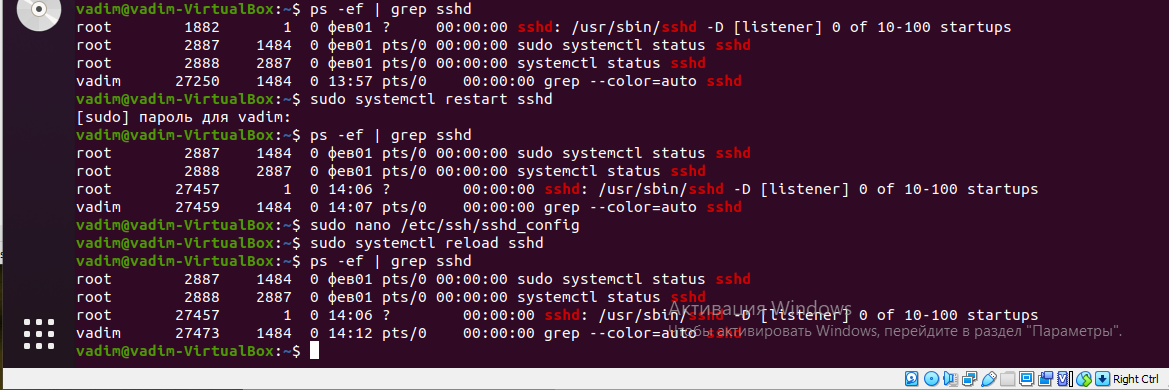 vadim@vadim-VirtualBox:~$ ps -ef | grep sshd
root 1882 1 0 фев01 ? 00:00:00 sshd: /usr/sbin/sshd -D [listener] 0 of 10-100 startups
root 2887 1484 0 фев01 pts/0 00:00:00 sudo systemctl status sshd
root 2888 2887 0 фев01 pts/0 00:00:00 systemctl status sshd
vadim 27250 1484 0 13:57 pts/0 00:00:00 grep --color=auto sshd
vadim@vadim-VirtualBox:~$ sudo systemctl restart sshd
[sudo] пароль для vadim:
vadim@vadim-VirtualBox:~$ ps -ef | grep sshd
root 2887 1484 0 фев01 pts/0 00:00:00 sudo systemctl status sshd
root 2888 2887 0 фев01 pts/0 00:00:00 systemctl status sshd
root 27457 1 0 14:06 ? 00:00:00 sshd: /usr/sbin/sshd -D [listener] 0 of 10-100 startups
vadim 27459 1484 0 14:07 pts/0 00:00:00 grep --color=auto sshd
vadim@vadim-VirtualBox:~$ sudo nano /etc/ssh/sshd_config
vadim@vadim-VirtualBox:~$ sudo systemctl reload sshd
vadim@vadim-VirtualBox:~$ ps -ef | grep sshd
root 2887 1484 0 фев01 pts/0 00:00:00 sudo systemctl status sshd
root 2888 2887 0 фев01 pts/0 00:00:00 systemctl status sshd
root 27457 1 0 14:06 ? 00:00:00 sshd: /usr/sbin/sshd -D [listener] 0 of 10-100 startups
vadim 27473 1484 0 14:12 pts/0 00:00:00 grep --color=auto sshd
vadim@vadim-VirtualBox:~$
Активация Windows
Чтобы активировать Windows, перейдите в раздел "Параметры".
Right Ctrl